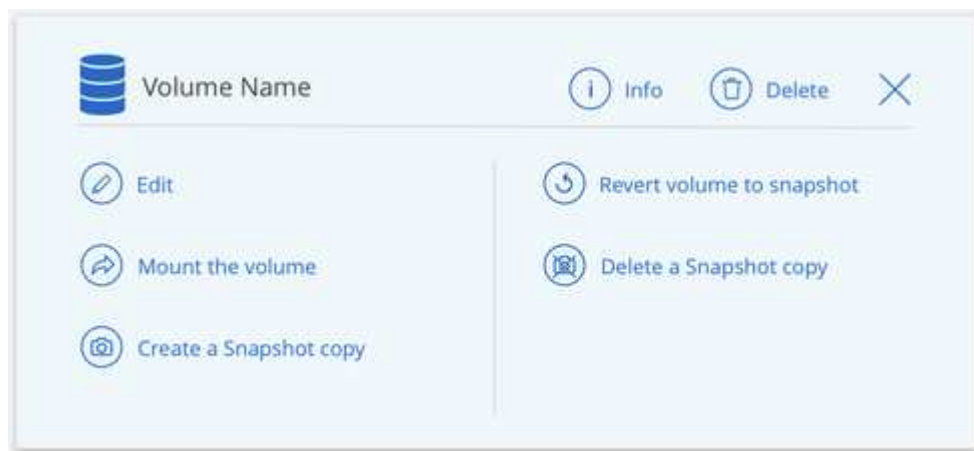 Volume Name
Info
Delete
Edit
Mount the volume
Create a Snapshot copy
Revert volume to snapshot
Delete a Snapshot copy